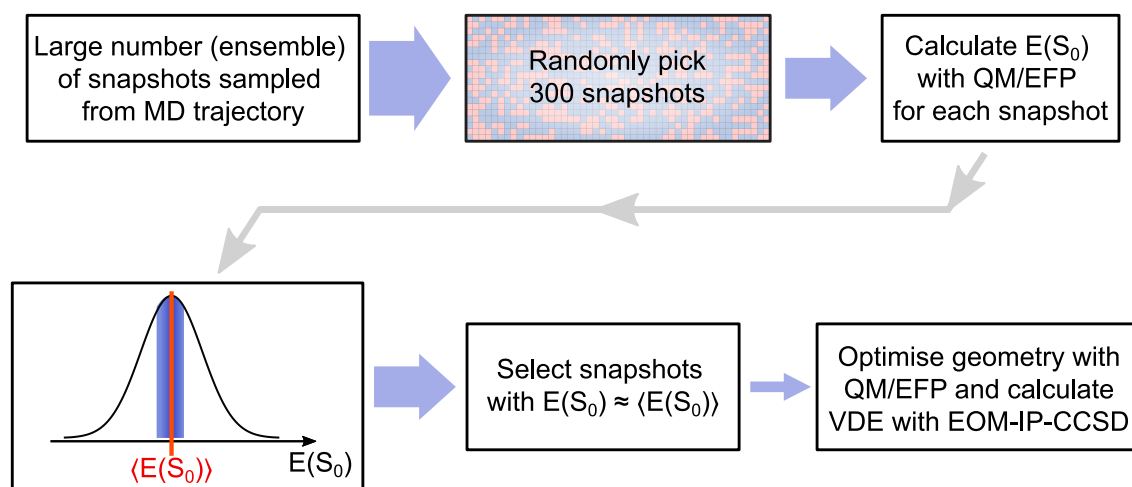 Large number (ensemble)
of snapshots sampled
from MD trajectory
Randomly pick
300 snapshots
Calculate E(S₀)
with QM/EFP
for each snapshot
E(S₀)
⟨E(S₀)⟩
Select snapshots
with E(S₀) ≈ ⟨E(S₀)⟩
Optimise geometry with
QM/EFP and calculate
VDE with EOM-IP-CCSD